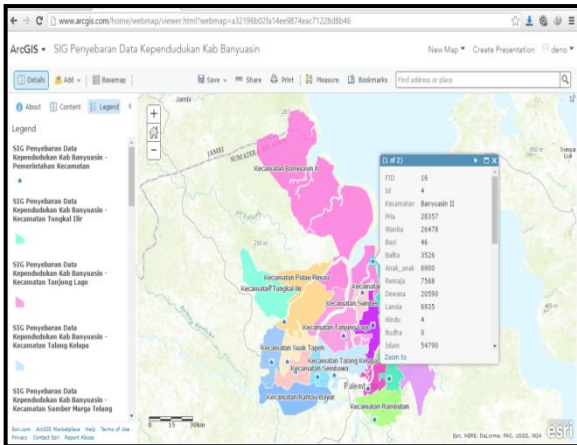 www.arcgis.com/home/webmap/viewer.html?webmap=a32196b02fa14ee9874eac71228d8b46
ArcGIS SIG Penyebaran Data Kependudukan Kab Banyuasin
New Map Create Presentation deno
Details Add Basemap Save Share Print Measure Bookmarks Find address or place
About Content Legend
Legend
SIG Penyebaran Data
Kependudukan Kab Banyuasin -
Pemerintahan Kecamatan
SIG Penyebaran Data
Kependudukan Kab Banyuasin -
Kecamatan Tungkal Ilir
SIG Penyebaran Data
Kependudukan Kab Banyuasin -
Kecamatan Tanjung Lago
SIG Penyebaran Data
Kependudukan Kab Banyuasin -
Kecamatan Talang Kelapa
SIG Penyebaran Data
Kependudukan Kab Banyuasin -
Kecamatan Sumber Marga Telang
Esri.com ArcGIS Marketplace Help Terms of Use
Privacy Contact Esri Report Abuse
Jambi
JAMBI
Kecamatan Banyuasin II
Kecamatan Pulau Rimau
Kecamatan Tungkal Ilir
Kecamatan
Kecamatan Sumber
Kecamatan Tanjung Lago
Kecamatan Suak Tapeh
Kecamatan Talang Kelapa
Kecamatan Sembawa
Palemb
Kecamatan Rantau Bayur
Kecamatan Rambutan
0 15 30km
(1 of 2)
FID 16
Id 4
Kecamatan Banyuasin II
Pria 28357
Wanita 26478
Bayi 46
Balita 3526
Anak_anak 6900
Remaja 7568
Dewasa 20590
Lansia 6935
Hindu 4
Budha 0
Islam 54790
Zoom to
Esri, HERE, DeLorme, FAO, USGS, NGA
esri